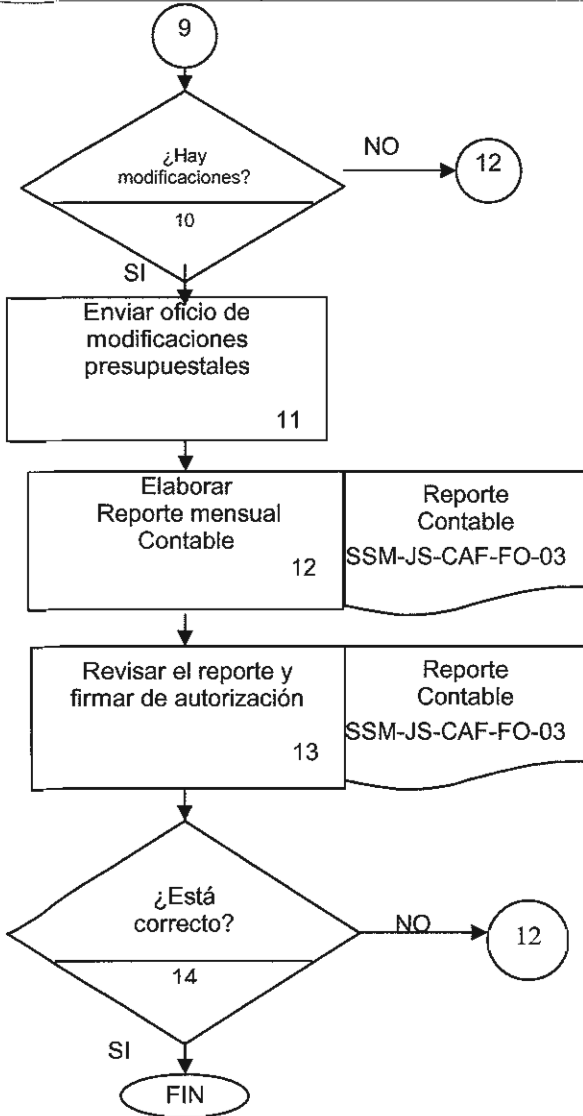 9
¿Hay
modificaciones?
10
NO
12
SI
Enviar oficio de
modificaciones
presupuestales
11
Elaborar
Reporte mensual
Contable
12
Reporte
Contable
SSM-JS-CAF-FO-03
Revisar el reporte y
firmar de autorización
13
Reporte
Contable
SSM-JS-CAF-FO-03
¿Está
correcto?
14
NO
12
SI
FIN